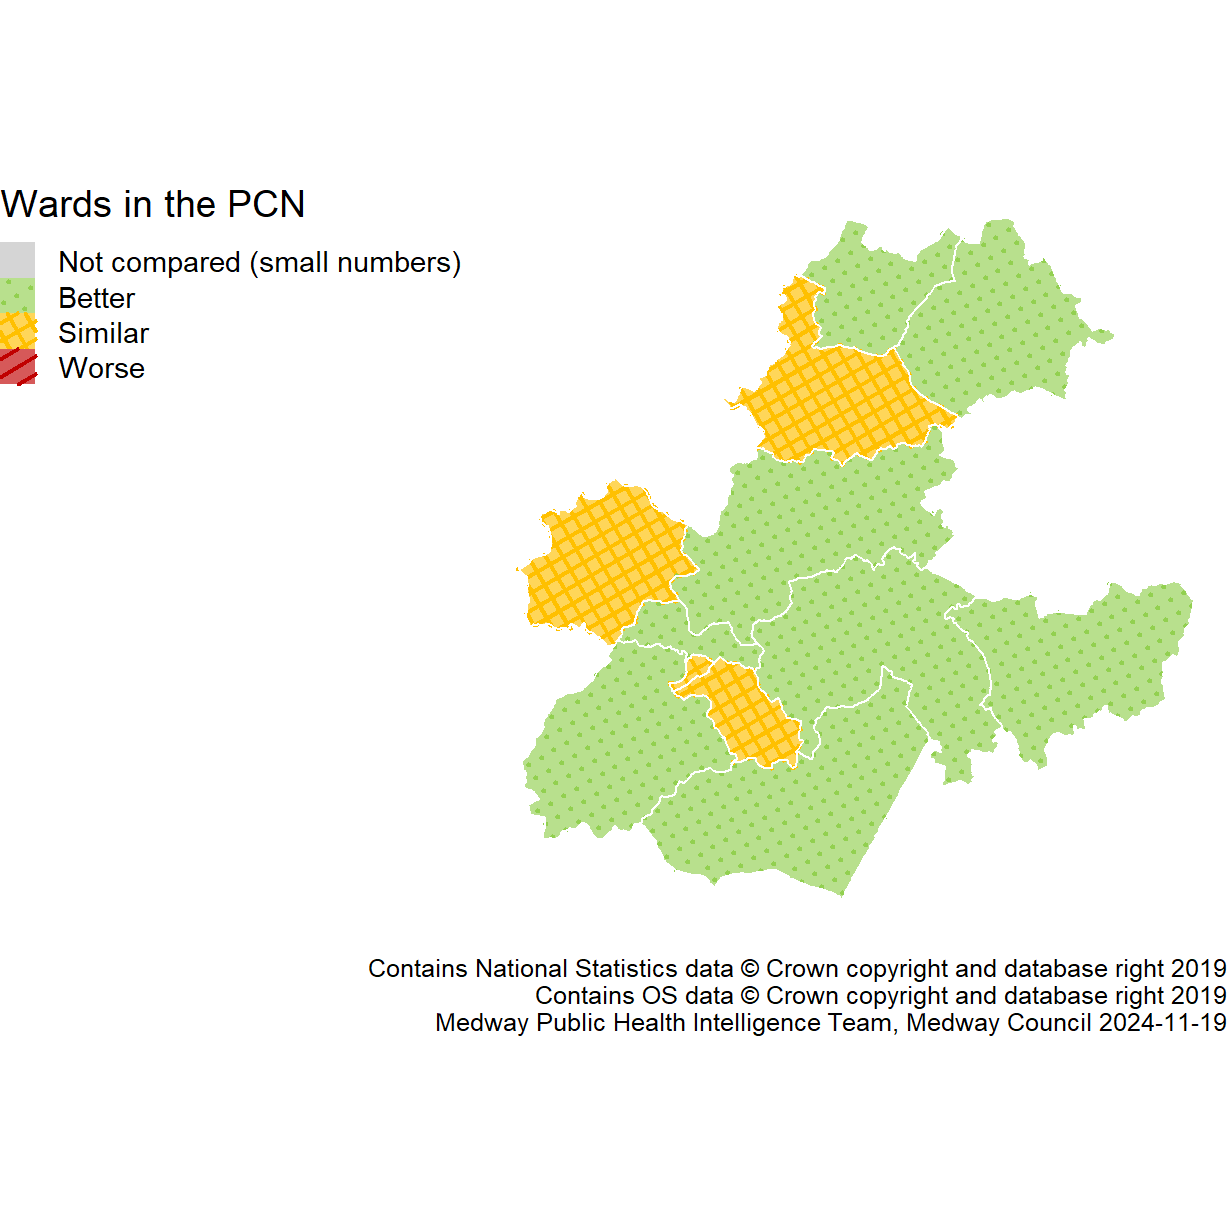 Wards in the PCN
Not compared (small numbers)
Better
Similar
Worse
Contains National Statistics data © Crown copyright and database right 2019
Contains OS data © Crown copyright and database right 2019
Medway Public Health Intelligence Team, Medway Council 2024-11-19